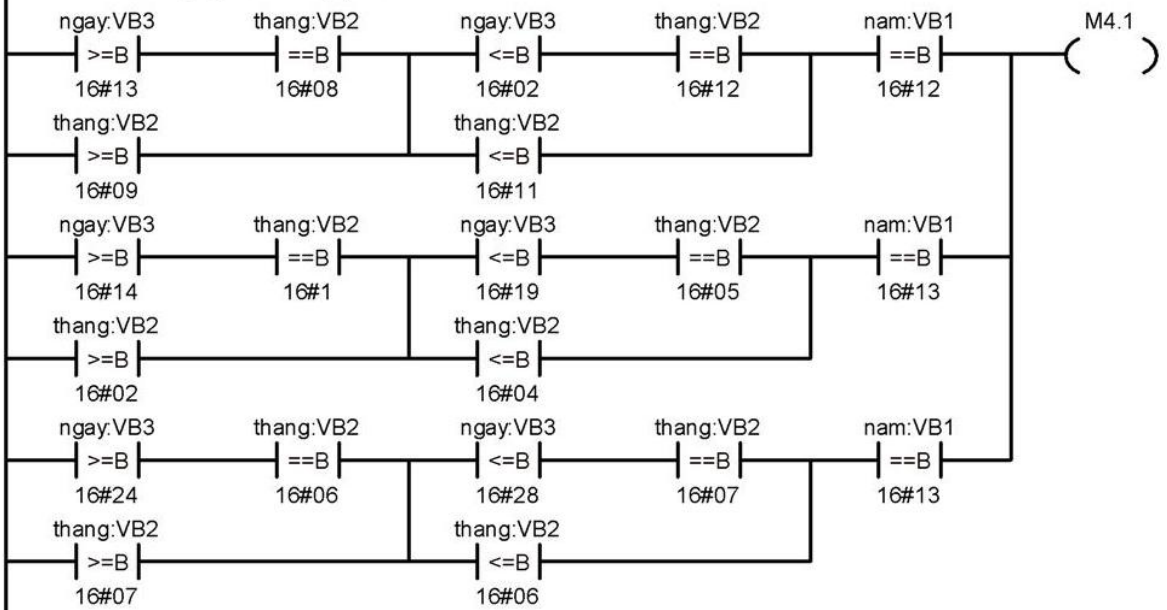 ngay:VB3 thang:VB2 ngay:VB3 thang:VB2 nam:VB1 M4.1
>=B ==B <=B ==B ==B
16#13 16#08 16#02 16#12 16#12
thang:VB2 thang:VB2
>=B <=B
16#09 16#11
ngay:VB3 thang:VB2 ngay:VB3 thang:VB2 nam:VB1
>=B ==B <=B ==B ==B
16#14 16#1 16#19 16#05 16#13
thang:VB2 thang:VB2
>=B <=B
16#02 16#04
ngay:VB3 thang:VB2 ngay:VB3 thang:VB2 nam:VB1
>=B ==B <=B ==B ==B
16#24 16#06 16#28 16#07 16#13
thang:VB2 thang:VB2
>=B <=B
16#07 16#06